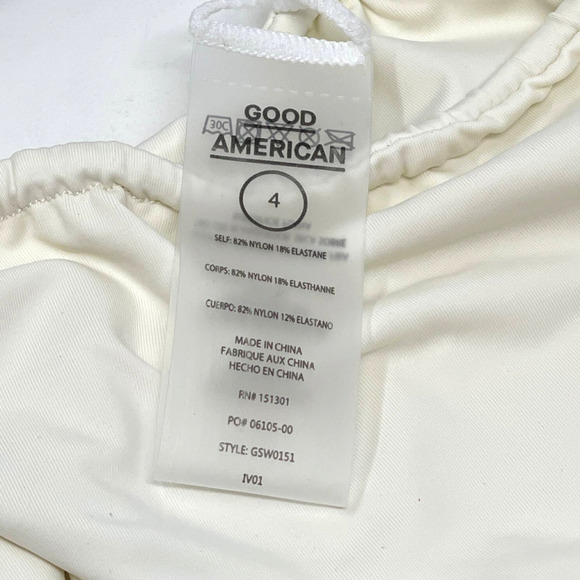 GOOD
30C
AMERICAN
4
SELF: 82% NYLON 18% ELASTANE
CORPS: 82% NYLON 18% ELASTHANNE
CUERPO: 82% NYLON 12% ELASTANO
MADE IN CHINA
FABRIQUE AUX CHINA
HECHO EN CHINA
RN# 151301
PO# 06105-00
STYLE: GSW0151
IV01